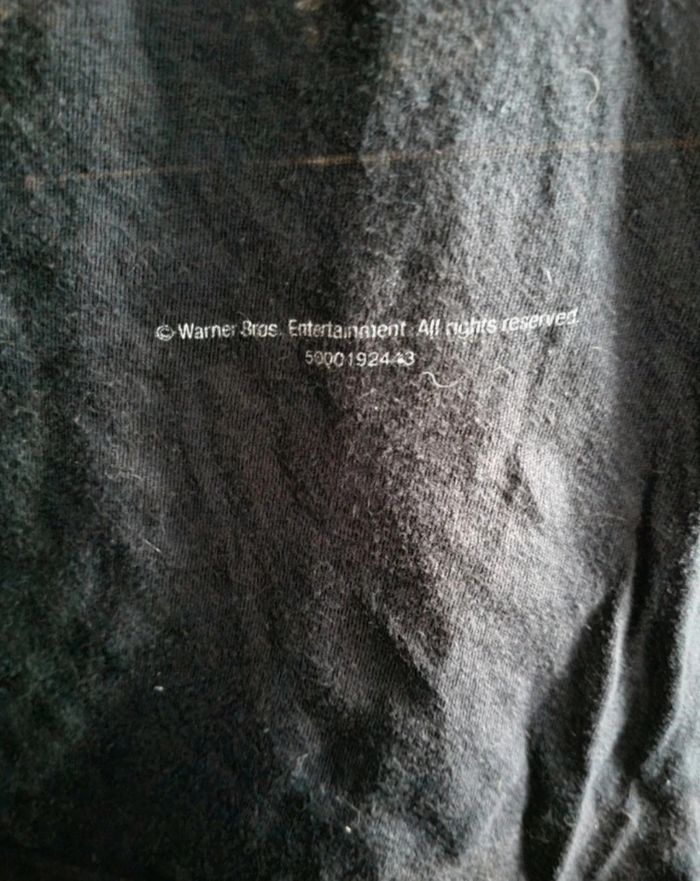 © Warner Bros. Entertainment. All rights reserved.